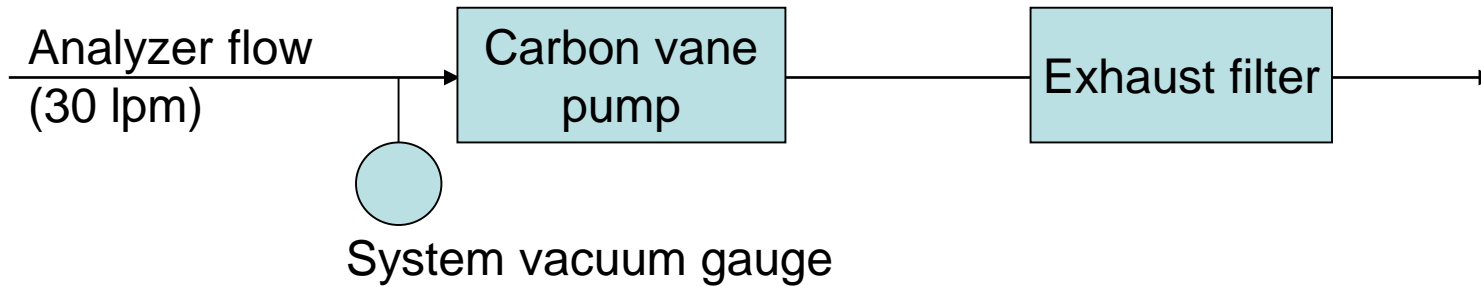 Analyzer flow
(30 lpm)
Carbon vane
pump
Exhaust filter
System vacuum gauge